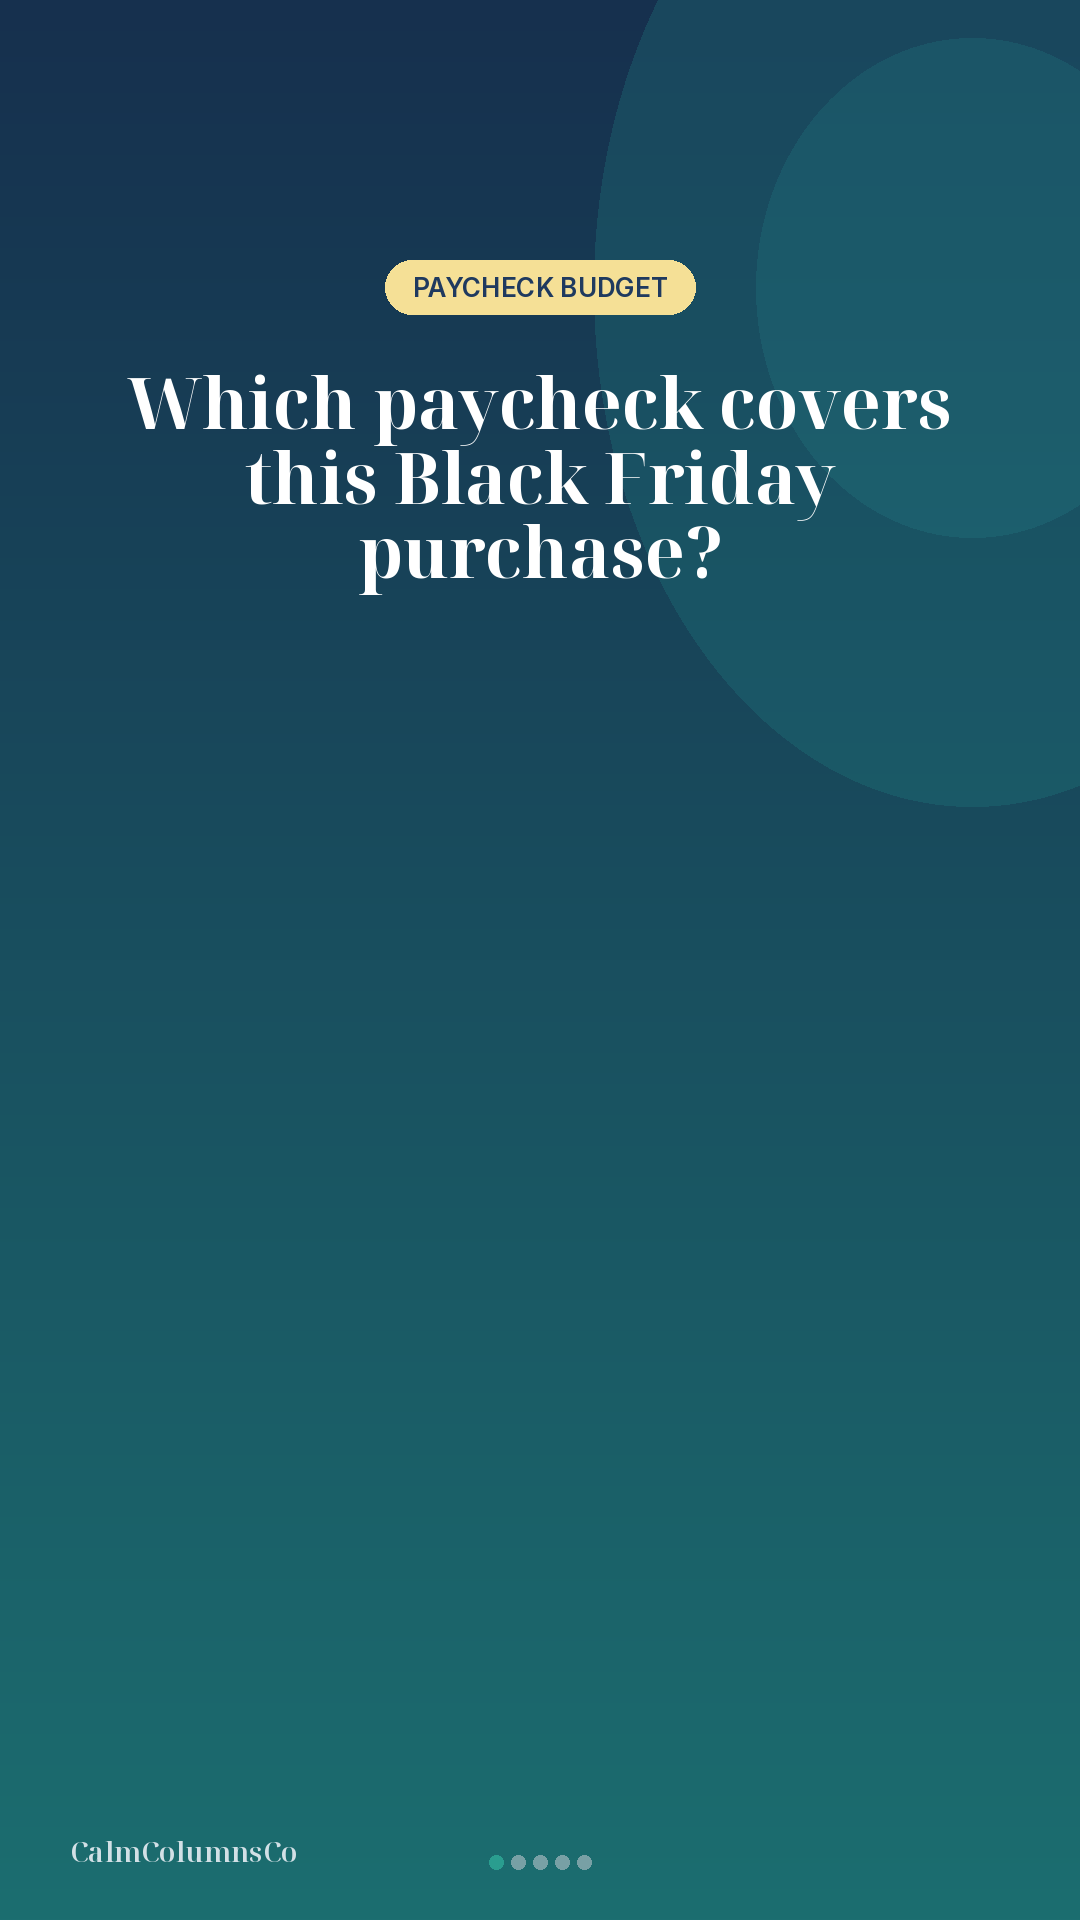 PAYCHECK BUDGET
Which paycheck covers
this Black Friday
purchase?
CalmColumnsCo